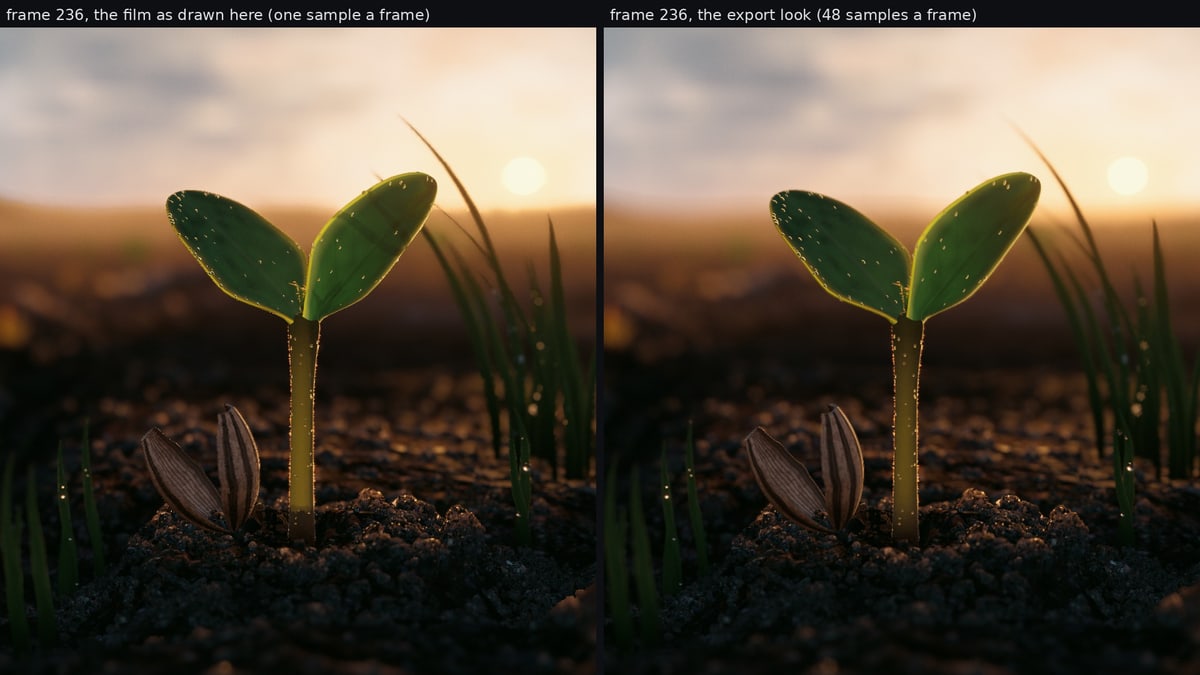 frame 236, the film as drawn here (one sample a frame)
frame 236, the export look (48 samples a frame)